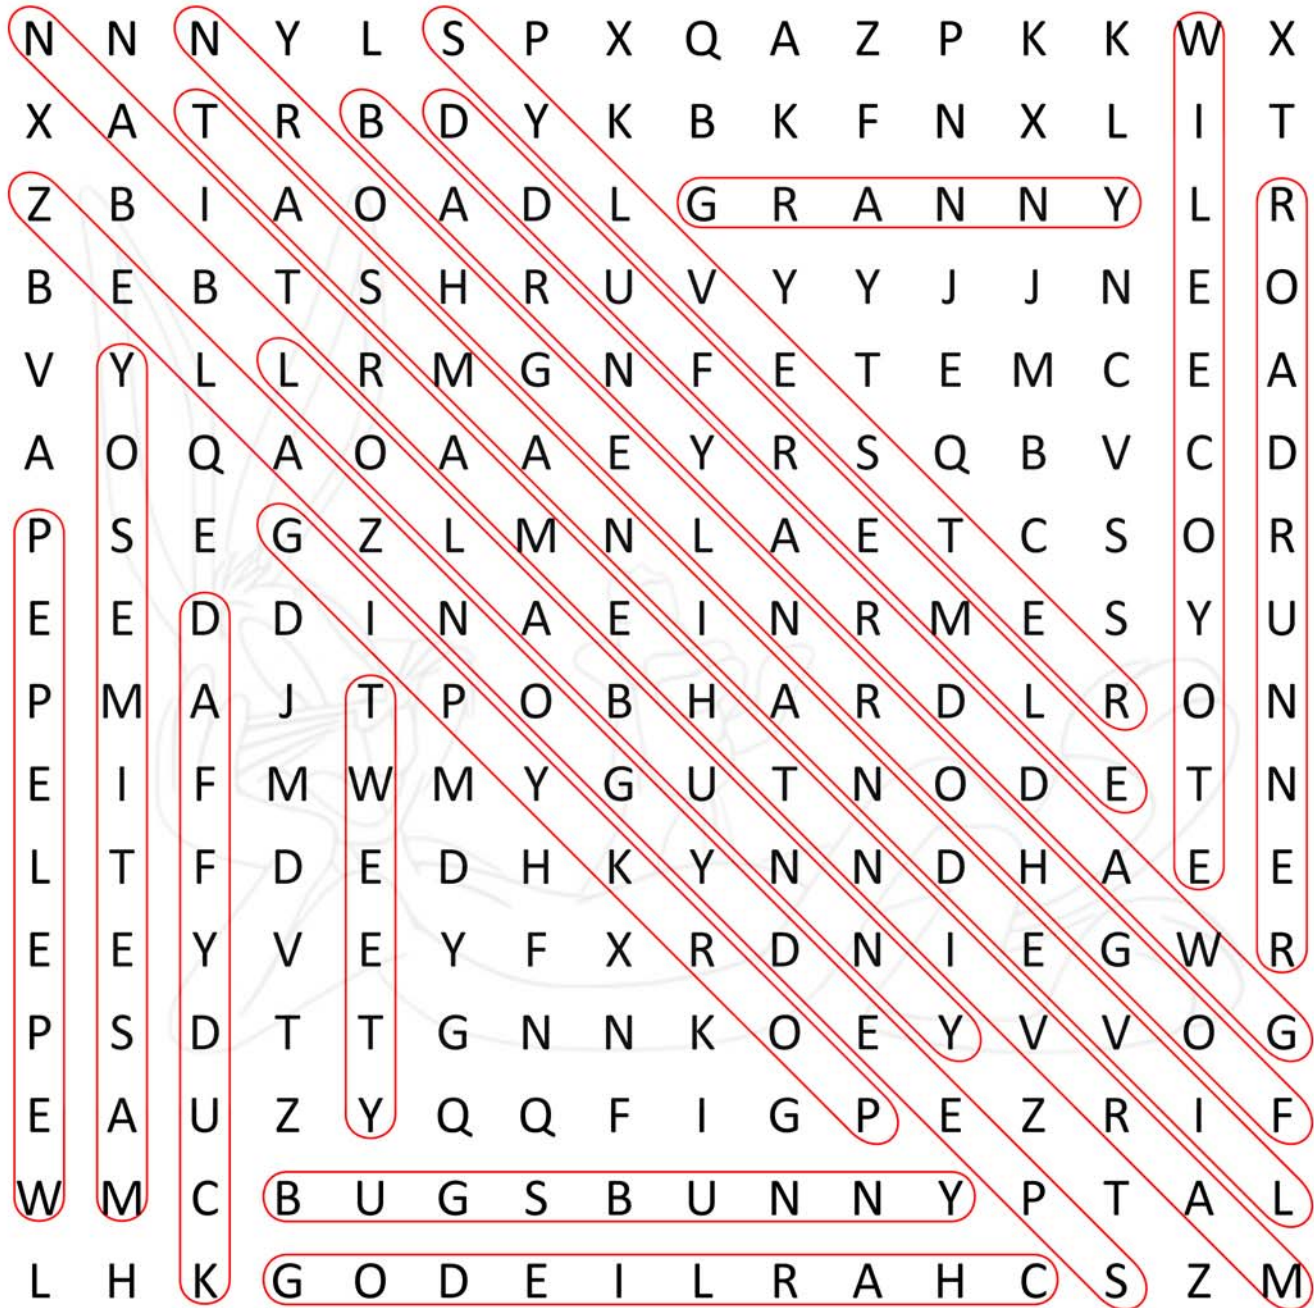 N N N Y L S P X Q A Z P K K W X
X A T R B D Y K B K F N X L I T
Z B I A O A D L G R A N N Y L R
B E B T S H R U V Y Y J J N E O
V Y L L R M G N F E T E M C E A
A O Q A O A A E Y R S Q B V C D
P S E G Z L M N L A E T C S O R
E E D D I N A E I N R M E S Y U
P M A J T P O B H A R D L R O N
E I F M W M Y G U T N O D E T N
L T F D E D H K Y N N D H A E E
E E Y V E Y F X R D N I E G W R
P S D T T G N N K O E Y V V O G
E A U Z Y Q Q F I G P E Z R I F
W M C B U G S B U N N Y P T A L
L H K G O D E I L R A H C S Z M